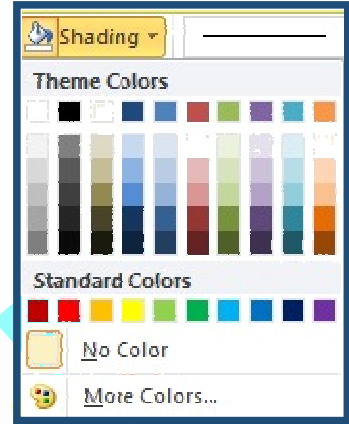 Shading
Theme Colors
Standard Colors
No Color
More Colors...